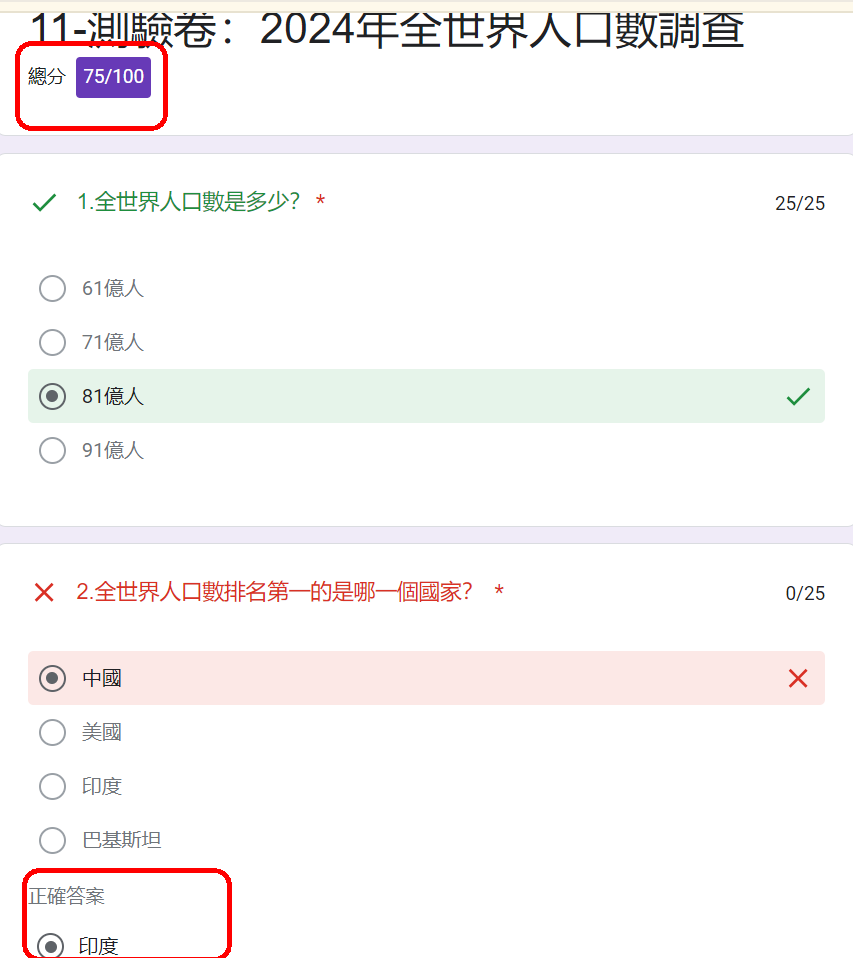 11-測驗卷：2024年全世界人口數調查
總分 75/100
1.全世界人口數是多少？ * 25/25
61億人
71億人
81億人
91億人
2.全世界人口數排名第一的是哪一個國家？ * 0/25
中國
美國
印度
巴基斯坦
正確答案
印度